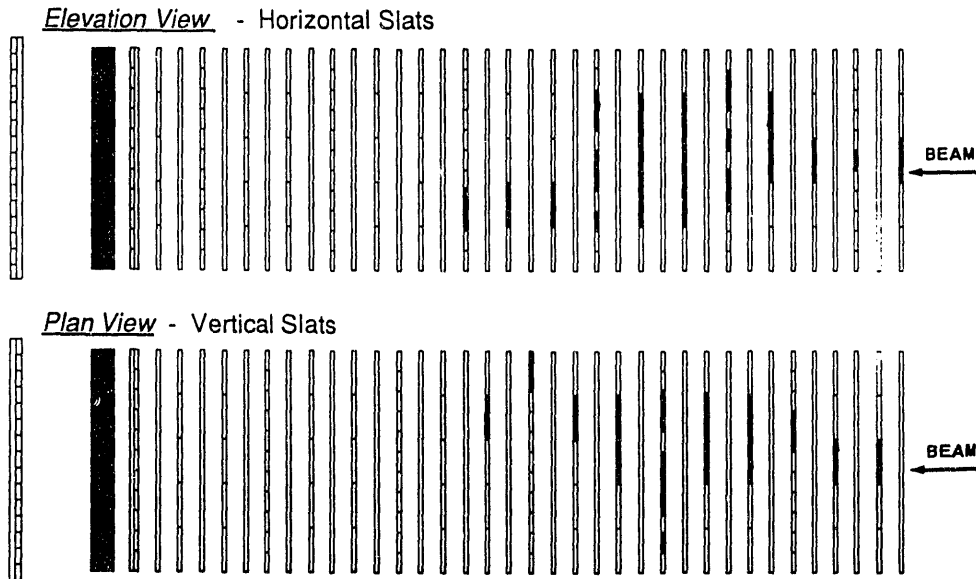 Elevation View - Horizontal Slats
BEAM
Plan View - Vertical Slats
BEAM